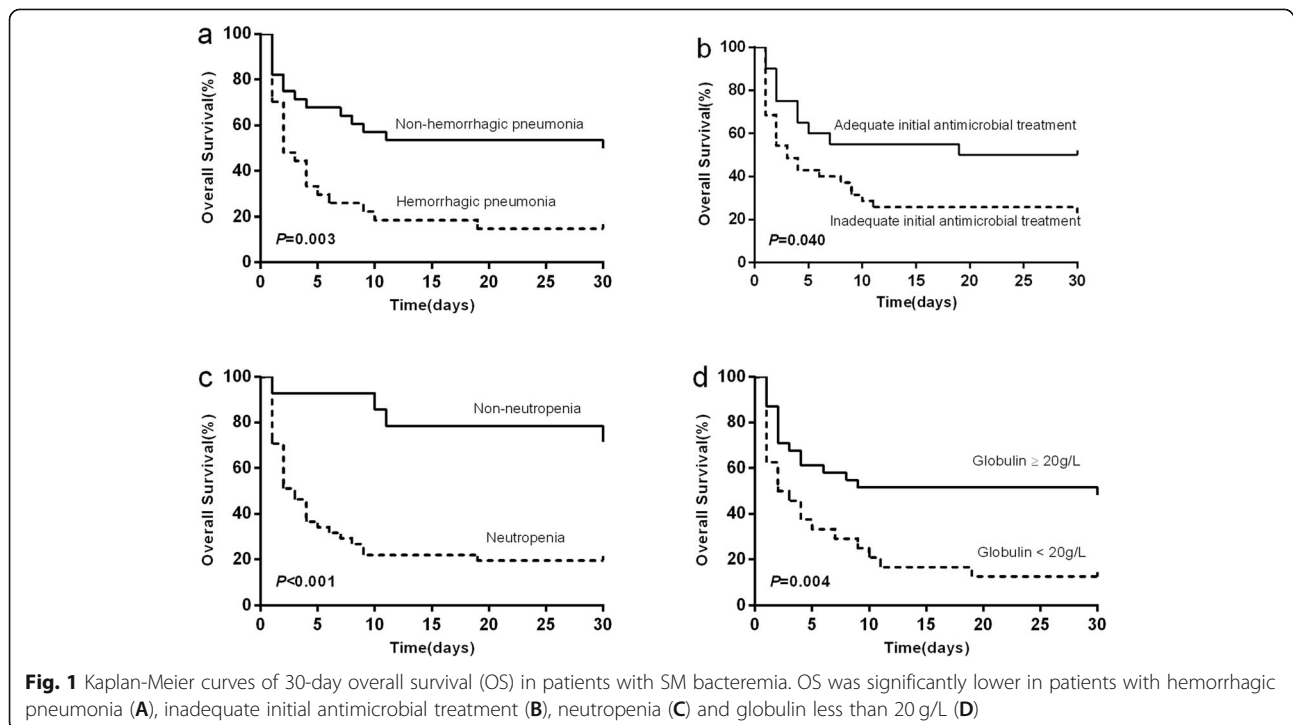 a
100
80
60
40
20
0
Overall Survival(%)
Non-hemorrhagic pneumonia
Hemorrhagic pneumonia
P=0.003
0 5 10 15 20 25 30
Time(days)
b
100
80
60
40
20
0
Overall Survival(%)
Adequate initial antimicrobial treatment
Inadequate initial antimicrobial treatment
P=0.040
0 5 10 15 20 25 30
Time(days)
c
100
80
60
40
20
0
Overall Survival(%)
Non-neutropenia
Neutropenia
P<0.001
0 5 10 15 20 25 30
Time(days)
d
100
80
60
40
20
0
Overall Survival(%)
Globulin ≥ 20g/L
Globulin < 20g/L
P=0.004
0 5 10 15 20 25 30
Time(days)
Fig. 1 Kaplan-Meier curves of 30-day overall survival (OS) in patients with SM bacteremia. OS was significantly lower in patients with hemorrhagic
pneumonia (A), inadequate initial antimicrobial treatment (B), neutropenia (C) and globulin less than 20 g/L (D)